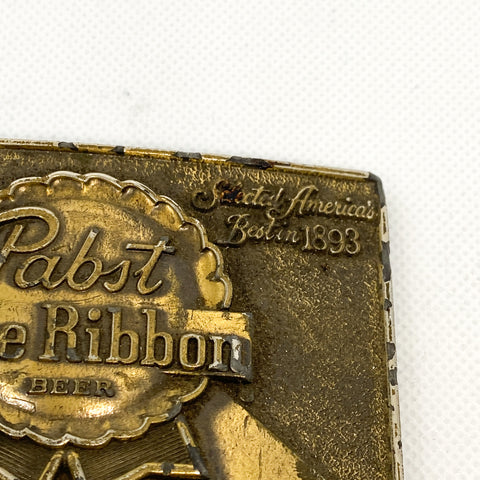 Selected America's
Best in 1893
Pabst
e Ribbon
BEER